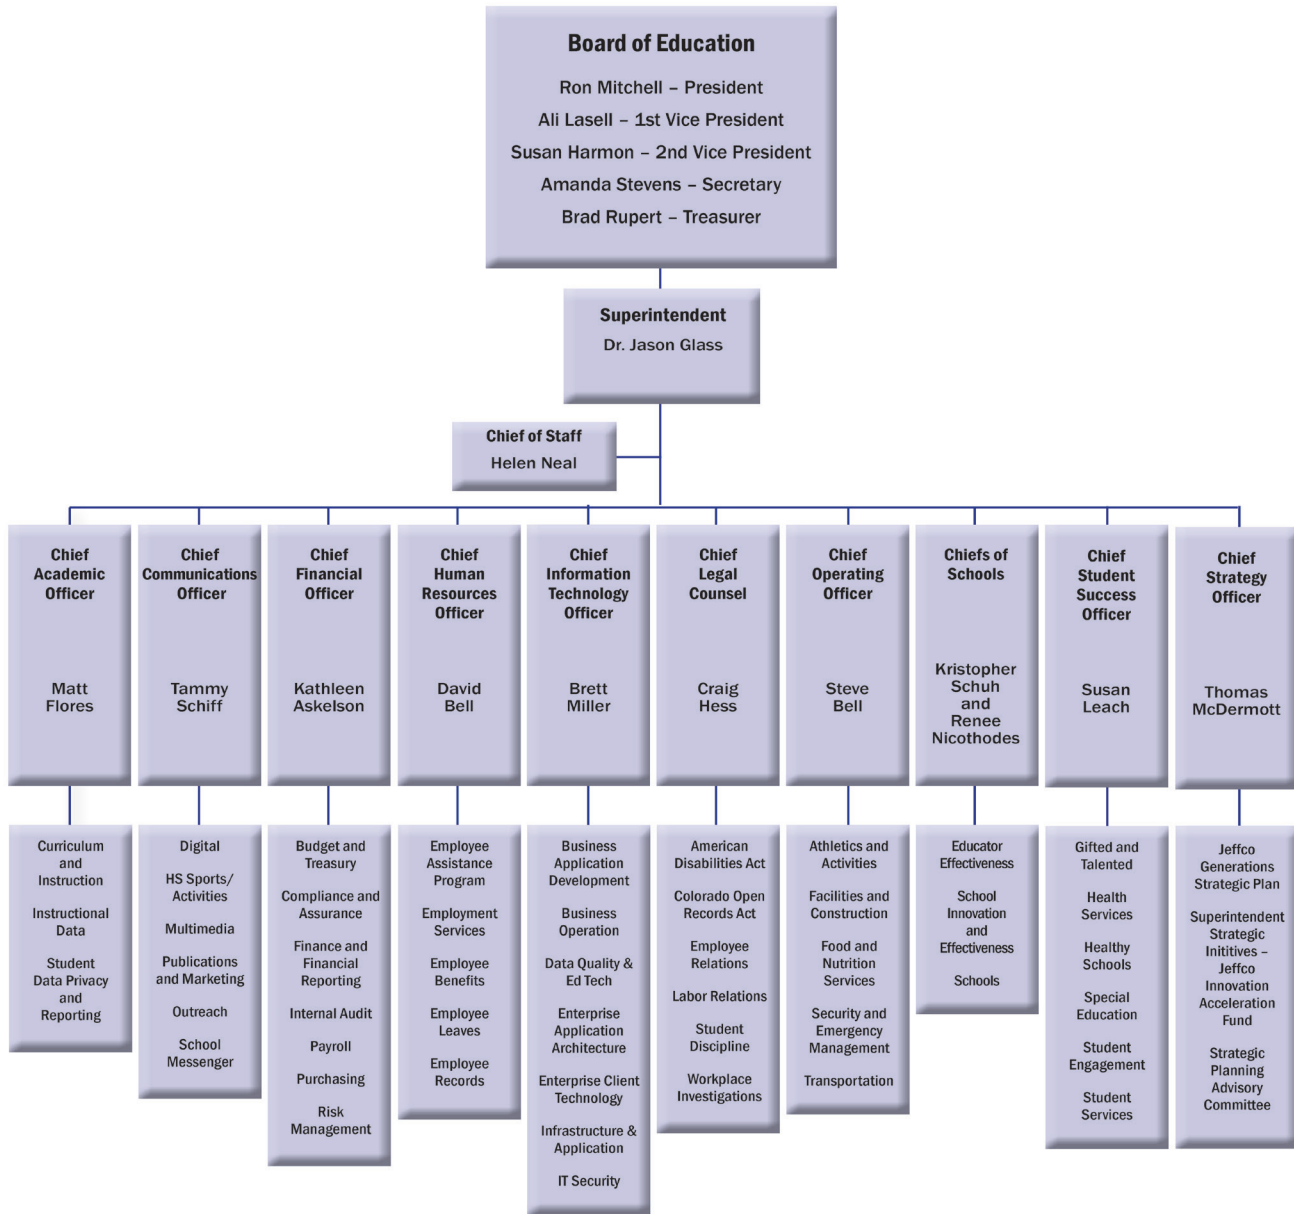 Board of Education
Ron Mitchell – President
Ali Lasell – 1st Vice President
Susan Harmon – 2nd Vice President
Amanda Stevens – Secretary
Brad Rupert – Treasurer
Superintendent
Dr. Jason Glass
Chief of Staff
Helen Neal
Chief
Academic
Officer
Matt
Flores
Chief
Communications
Officer
Tammy
Schiff
Chief
Financial
Officer
Kathleen
Askelson
Chief
Human
Resources
Officer
David
Bell
Chief
Information
Technology
Officer
Brett
Miller
Chief
Legal
Counsel
Craig
Hess
Chief
Operating
Officer
Steve
Bell
Chiefs of
Schools
Kristopher
Schuh
and
Renee
Nicothodes
Chief
Student
Success
Officer
Susan
Leach
Chief
Strategy
Officer
Thomas
McDermott
Curriculum
and
Instruction
Instructional
Data
Student
Data Privacy
and
Reporting
Digital
HS Sports/
Activities
Multimedia
Publications
and Marketing
Outreach
School
Messenger
Budget and
Treasury
Compliance and
Assurance
Finance and
Financial
Reporting
Internal Audit
Payroll
Purchasing
Risk
Management
Employee
Assistance
Program
Employment
Services
Employee
Benefits
Employee
Leaves
Employee
Records
Business
Application
Development
Business
Operation
Data Quality &
Ed Tech
Enterprise
Application
Architecture
Enterprise Client
Technology
Infrastructure &
Application
IT Security
American
Disabilities Act
Colorado Open
Records Act
Employee
Relations
Labor Relations
Student
Discipline
Workplace
Investigations
Athletics and
Activities
Facilities and
Construction
Food and
Nutrition
Services
Security and
Emergency
Management
Transportation
Educator
Effectiveness
School
Innovation
and
Effectiveness
Schools
Gifted and
Talented
Health
Services
Healthy
Schools
Special
Education
Student
Engagement
Student
Services
Jeffco
Generations
Strategic Plan
Superintendent
Strategic
Inititives –
Jeffco
Innovation
Acceleration
Fund
Strategic
Planning
Advisory
Committee